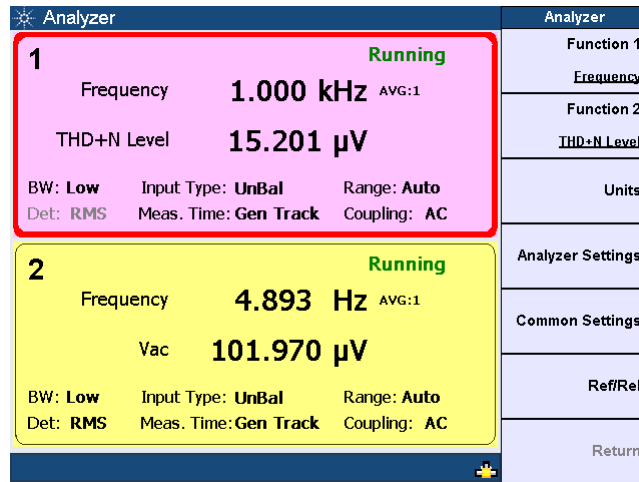 Analyzer
1
Running
Frequency 1.000 kHz AVG:1
THD+N Level 15.201 µV
BW: Low Input Type: UnBal Range: Auto
Det: RMS Meas. Time: Gen Track Coupling: AC
2
Running
Frequency 4.893 Hz AVG:1
Vac 101.970 µV
BW: Low Input Type: UnBal Range: Auto
Det: RMS Meas. Time: Gen Track Coupling: AC
Analyzer
Function 1
Frequency
Function 2
THD+N Level
Units
Analyzer Settings
Common Settings
Ref/Rel
Return